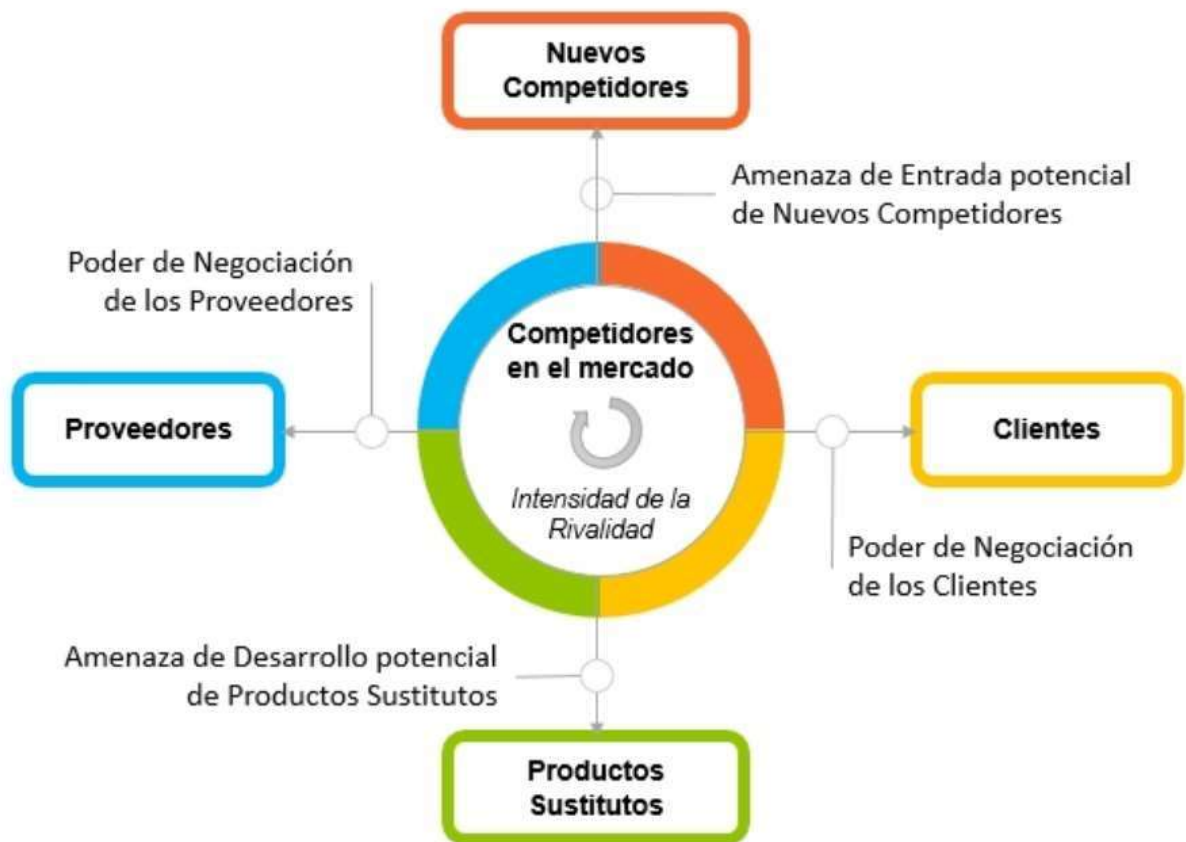 Nuevos
Competidores
Amenaza de Entrada potencial
de Nuevos Competidores
Poder de Negociación
de los Proveedores
Competidores
en el mercado
Proveedores
Clientes
Intensidad de la
Rivalidad
Poder de Negociación
de los Clientes
Amenaza de Desarrollo potencial
de Productos Sustitutos
Productos
Sustitutos